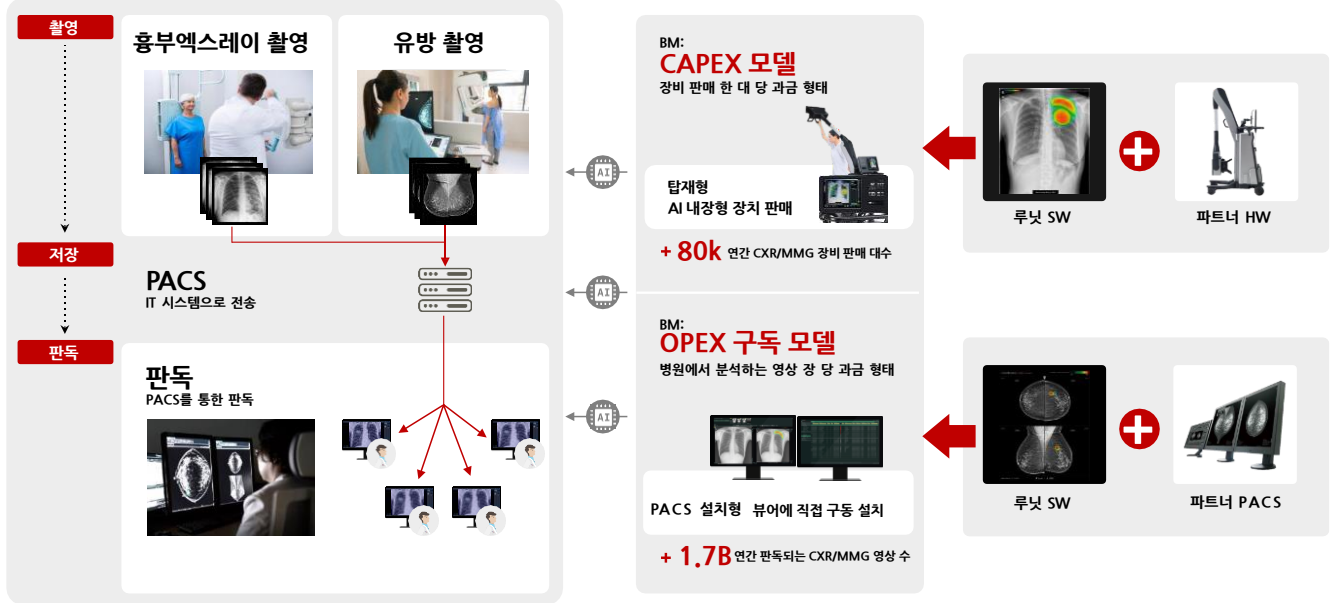 촬영
흉부엑스레이 촬영
유방 촬영
저장
PACS
IT 시스템으로 전송
판독
판독
PACS를 통한 판독
AI
AI
AI
BM:
CAPEX 모델
장비 판매 한 대 당 과금 형태
탑재형
AI 내장형 장치 판매
+ 80k 연간 CXR/MMG 장비 판매 대수
BM:
OPEX 구독 모델
병원에서 분석하는 영상 장 당 과금 형태
PACS 설치형 뷰어에 직접 구동 설치
+ 1.7B 연간 판독되는 CXR/MMG 영상 수
루닛 SW
파트너 HW
루닛 SW
파트너 PACS